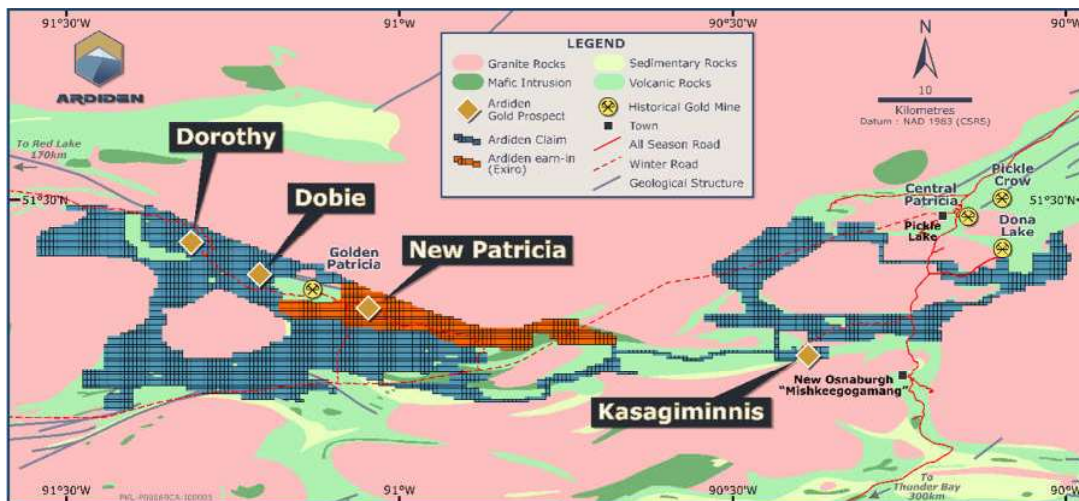 91°30'W
91°W
90°30'W
90°W
ARDIDEN
LEGEND
Granite Rocks
Mafic Intrusion
Ardiden
Gold Prospect
Ardiden Claim
Ardiden earn-in
(Exiro)
Sedimentary Rocks
Volcanic Rocks
Historical Gold Mine
Town
All Season Road
Winter Road
Geological Structure
N
10
Kilometres
Datum : NAD 1983 (CSRS)
To Red Lake
170km
Dorothy
Dobie
Golden
Patricia
New Patricia
Central
Patricia
Pickle
Crow
Pickle
Lake
Dona
Lake
51°30'N
51°30'N
Kasagiminnis
New Osnaburgh
"Mishkeegogamang"
To
Thunder Bay
300km
91°30'W
91°W
90°30'W
90°W